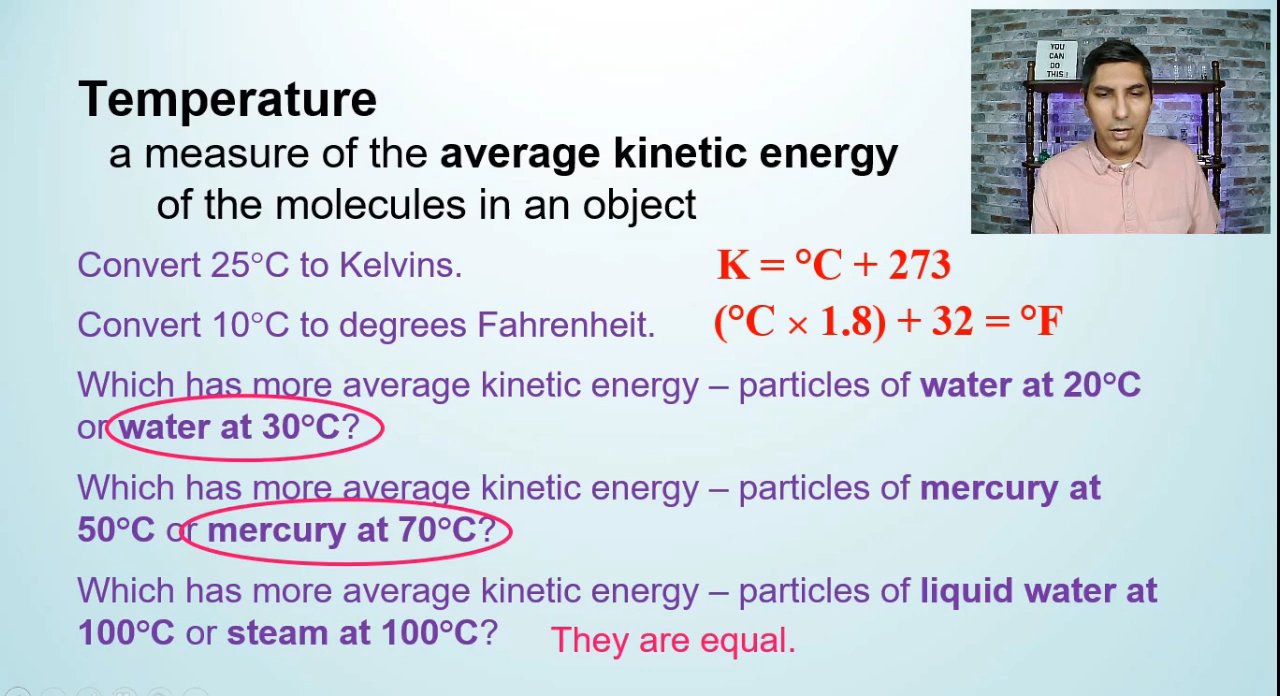 YOU
CAN
DO
THIS!
Temperature
a measure of the average kinetic energy
of the molecules in an object
Convert 25°C to Kelvins.
K = °C + 273
Convert 10°C to degrees Fahrenheit.
(°C × 1.8) + 32 = °F
Which has more average kinetic energy – particles of water at 20°C
or water at 30°C?
Which has more average kinetic energy – particles of mercury at
50°C or mercury at 70°C?
Which has more average kinetic energy – particles of liquid water at
100°C or steam at 100°C?
They are equal.